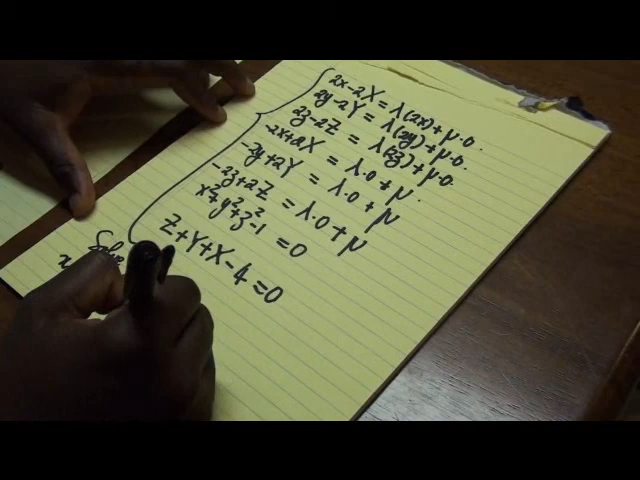 2x-2X = λ(2x) + μ.0.
2y-2Y = λ(2y) + μ.0.
2z-2Z = λ(2z) + μ.0.
-2x+2X = λ.0 + μ.
-2y+2Y = λ.0 + μ
-2z+2Z = λ.0 + μ
x²+y²+z²-1 = 0
Z+Y+X-4=0
x